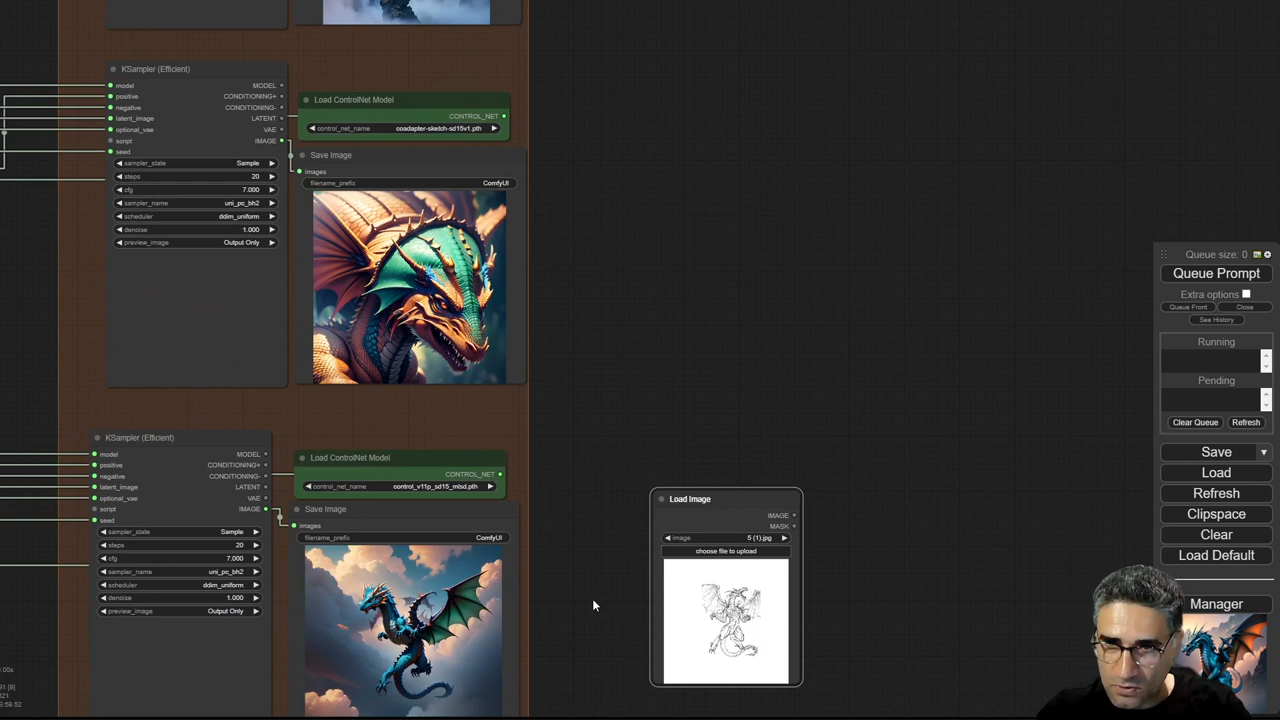 KSampler (Efficient)
model MODEL
positive CONDITIONING+
negative CONDITIONING-
latent_image LATENT
optional_vae VAE
script IMAGE
seed
sampler_state Sample
steps 20
cfg 7.000
sampler_name uni_pc_bh2
scheduler ddim_uniform
denoise 1.000
preview_image Output Only
Load ControlNet Model
CONTROL_NET
control_net_name coadapter-sketch-sd15v1.pth
Save Image
images
filename_prefix ComfyUI
KSampler (Efficient)
model MODEL
positive CONDITIONING+
negative CONDITIONING-
latent_image LATENT
optional_vae VAE
script IMAGE
seed
sampler_state Sample
steps 20
cfg 7.000
sampler_name uni_pc_bh2
scheduler ddim_uniform
denoise 1.000
preview_image Output Only
Load ControlNet Model
CONTROL_NET
control_net_name control_v11p_sd15_mlsd.pth
Save Image
images
filename_prefix ComfyUI
Load Image
IMAGE
MASK
image 5 (1).jpg
choose file to upload
Queue size: 0
Queue Prompt
Extra options
Queue Front Close
See History
Running
Pending
Clear Queue Refresh
Save
Load
Refresh
Clipspace
Clear
Load Default
Manager